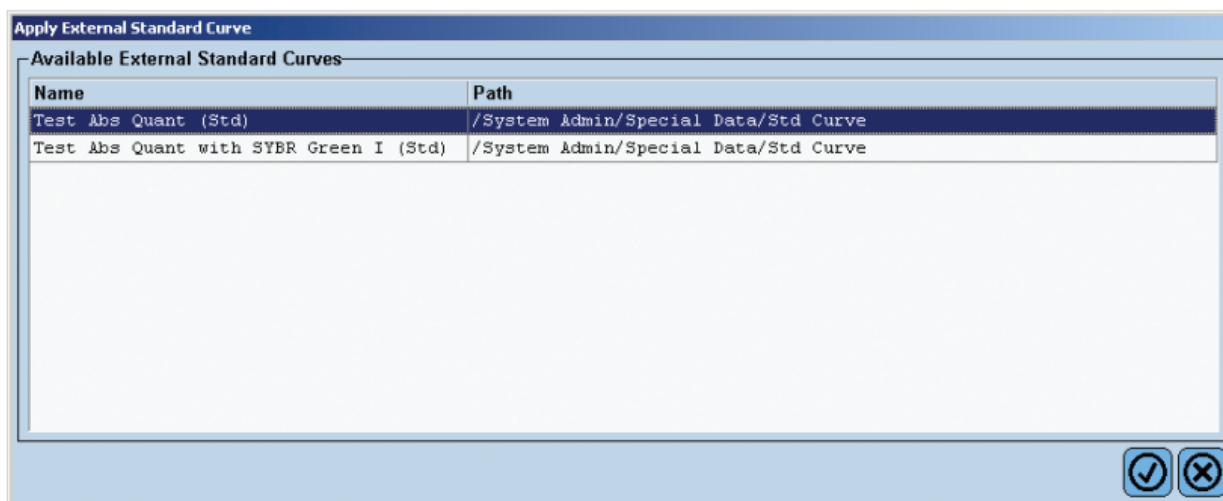 Apply External Standard Curve
Available External Standard Curves
Name Path
Test Abs Quant (Std) /System Admin/Special Data/Std Curve
Test Abs Quant with SYBR Green I (Std) /System Admin/Special Data/Std Curve